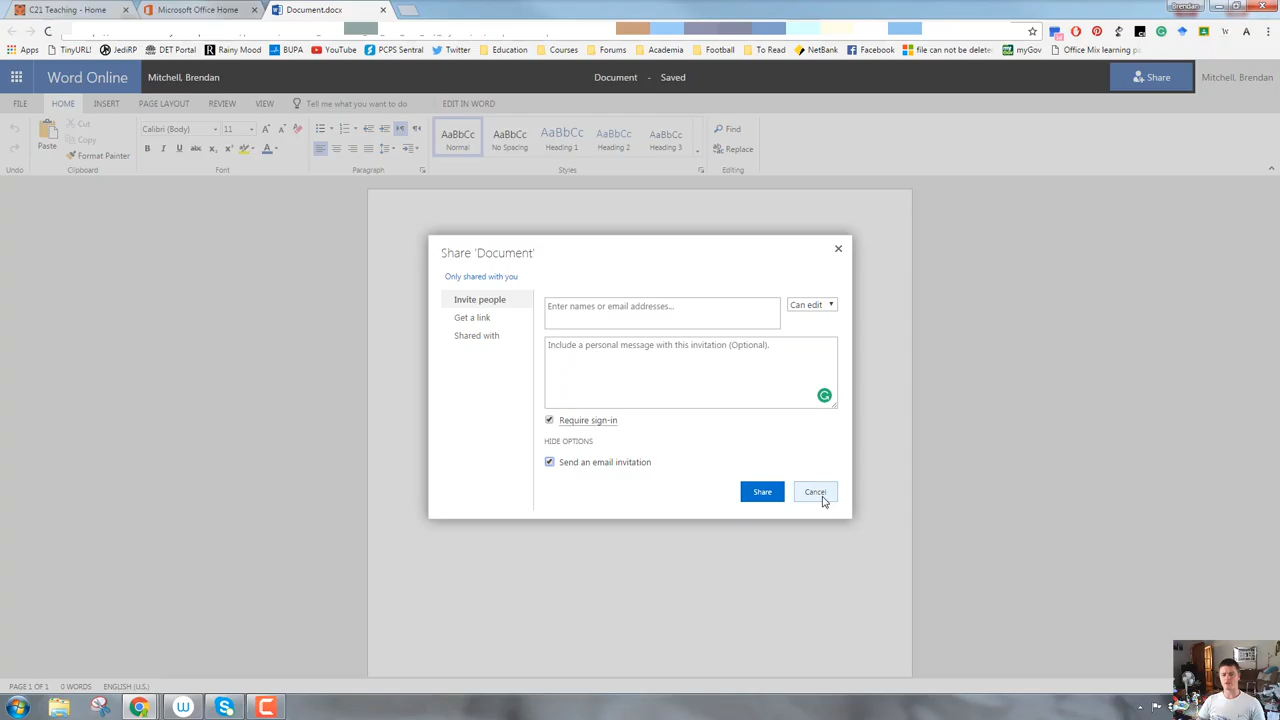 C21 Teaching - Home
Microsoft Office Home
Document.docx
Brendan
Apps TinyURL! JediRP DET Portal Rainy Mood BUPA YouTube PCPS Sentral Twitter Education Courses Forums Academia Football To Read NetBank Facebook file can not be delete myGov Office Mix learning p
Word Online Mitchell, Brendan Document - Saved Share Mitchell, Brendan
FILE HOME INSERT PAGE LAYOUT REVIEW VIEW Tell me what you want to do EDIT IN WORD
Cut
Copy
Paste Format Painter
Calibri (Body) 11
B I U abc
AaBbCc AaBbCc AaBbCc AaBbCc AaBbCc
Normal No Spacing Heading 1 Heading 2 Heading 3
Find
Replace
Undo Clipboard Font Paragraph Styles Editing
Share 'Document'
Only shared with you
Invite people
Get a link
Shared with
Enter names or email addresses...
Can edit
Include a personal message with this invitation (Optional).
Require sign-in
HIDE OPTIONS
Send an email invitation
Share Cancel
PAGE 1 OF 1 0 WORDS ENGLISH (U.S.)